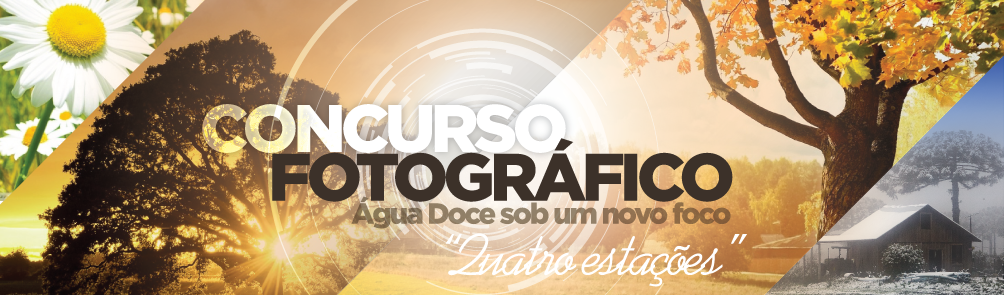 CONCURSO
FOTOGRÁFICO
Água Doce sob um novo foco
"Quatro estações"